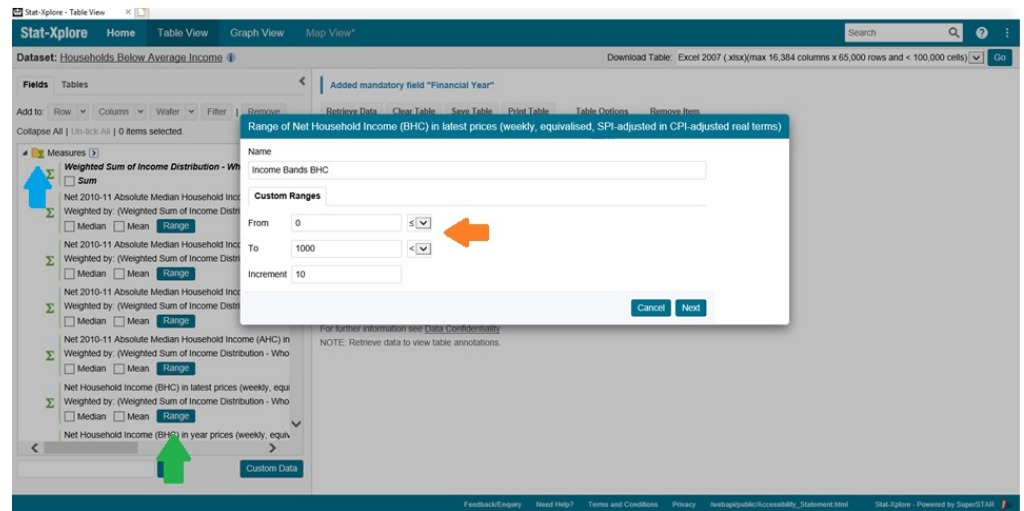 Stat-Xplore - Table View
Stat-Xplore Home Table View Graph View Map View* Search
Dataset: Households Below Average Income Download Table: Excel 2007 (.xlsx)(max 16,384 columns x 65,000 rows and < 100,000 cells) Go
Fields Tables
Added mandatory field "Financial Year"
Add to: Row Column Wafer Filter | Remove
Retrieve Data Clear Table Save Table Print Table Table Options Remove Item
Collapse All | Un-tick All | 0 items selected.
Measures
Weighted Sum of Income Distribution - Wh
Sum
Net 2010-11 Absolute Median Household Inco
Weighted by: (Weighted Sum of Income Distri
Median Mean Range
Net 2010-11 Absolute Median Household Inco
Weighted by: (Weighted Sum of Income Distri
Median Mean Range
Net 2010-11 Absolute Median Household Inco
Weighted by: (Weighted Sum of Income Distri
Median Mean Range
Net 2010-11 Absolute Median Household Income (AHC) in
Weighted by: (Weighted Sum of Income Distribution - Who
Median Mean Range
Net Household Income (BHC) in latest prices (weekly, equi
Weighted by: (Weighted Sum of Income Distribution - Who
Median Mean Range
Net Household Income (BHC) in year prices (weekly, equiv
Custom Data
Range of Net Household Income (BHC) in latest prices (weekly, equivalised, SPI-adjusted in CPI-adjusted real terms)
Name
Income Bands BHC
Custom Ranges
From 0 ≤
To 1000 <
Increment 10
Cancel Next
For further information see Data Confidentiality
NOTE: Retrieve data to view table annotations.
Feedback/Enquiry Need Help? Terms and Conditions Privacy /webapi/public/Accessibility_Statement.html Stat-Xplore - Powered by SuperSTAR